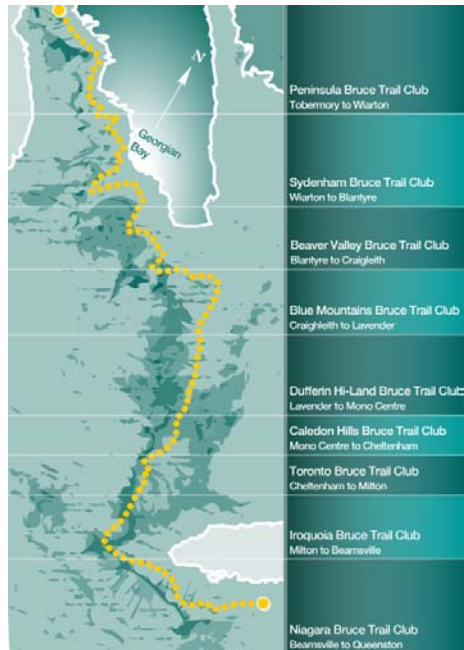 N
Georgian
Bay
Peninsula Bruce Trail Club
Tobermory to Wiarton
Sydenham Bruce Trail Club
Wiarton to Blantyre
Beaver Valley Bruce Trail Club
Blantyre to Craigleith
Blue Mountains Bruce Trail Club
Craighleith to Lavender
Dufferin Hi-Land Bruce Trail Club
Lavender to Mono Centre
Caledon Hills Bruce Trail Club
Mono Centre to Cheltenham
Toronto Bruce Trail Club
Cheltenham to Milton
Iroquoia Bruce Trail Club
Milton to Beamsville
Niagara Bruce Trail Club
Beamsville to Queenston